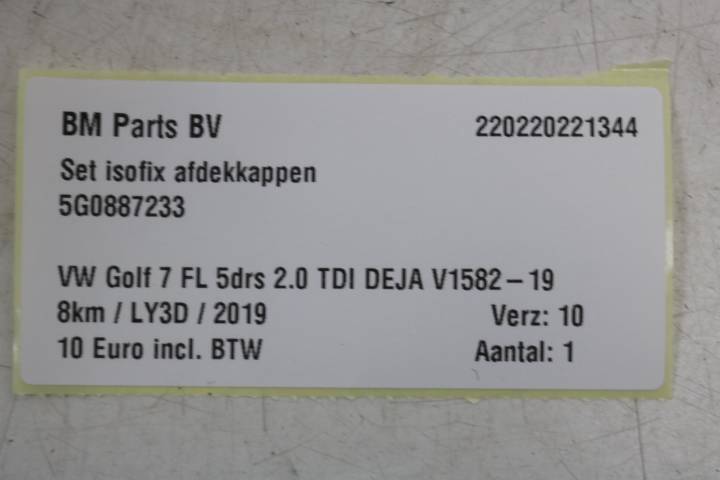 BM Parts BV 220220221344
Set isofix afdekkappen
5G0887233
VW Golf 7 FL 5drs 2.0 TDI DEJA V1582 – 19
8km / LY3D / 2019 Verz: 10
10 Euro incl. BTW Aantal: 1